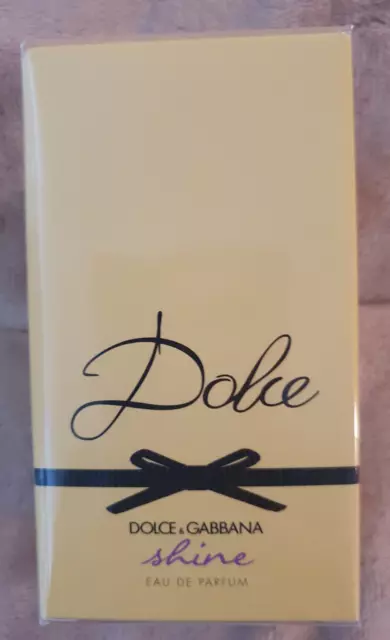 Dolce
DOLCE & GABBANA
shine
EAU DE PARFUM